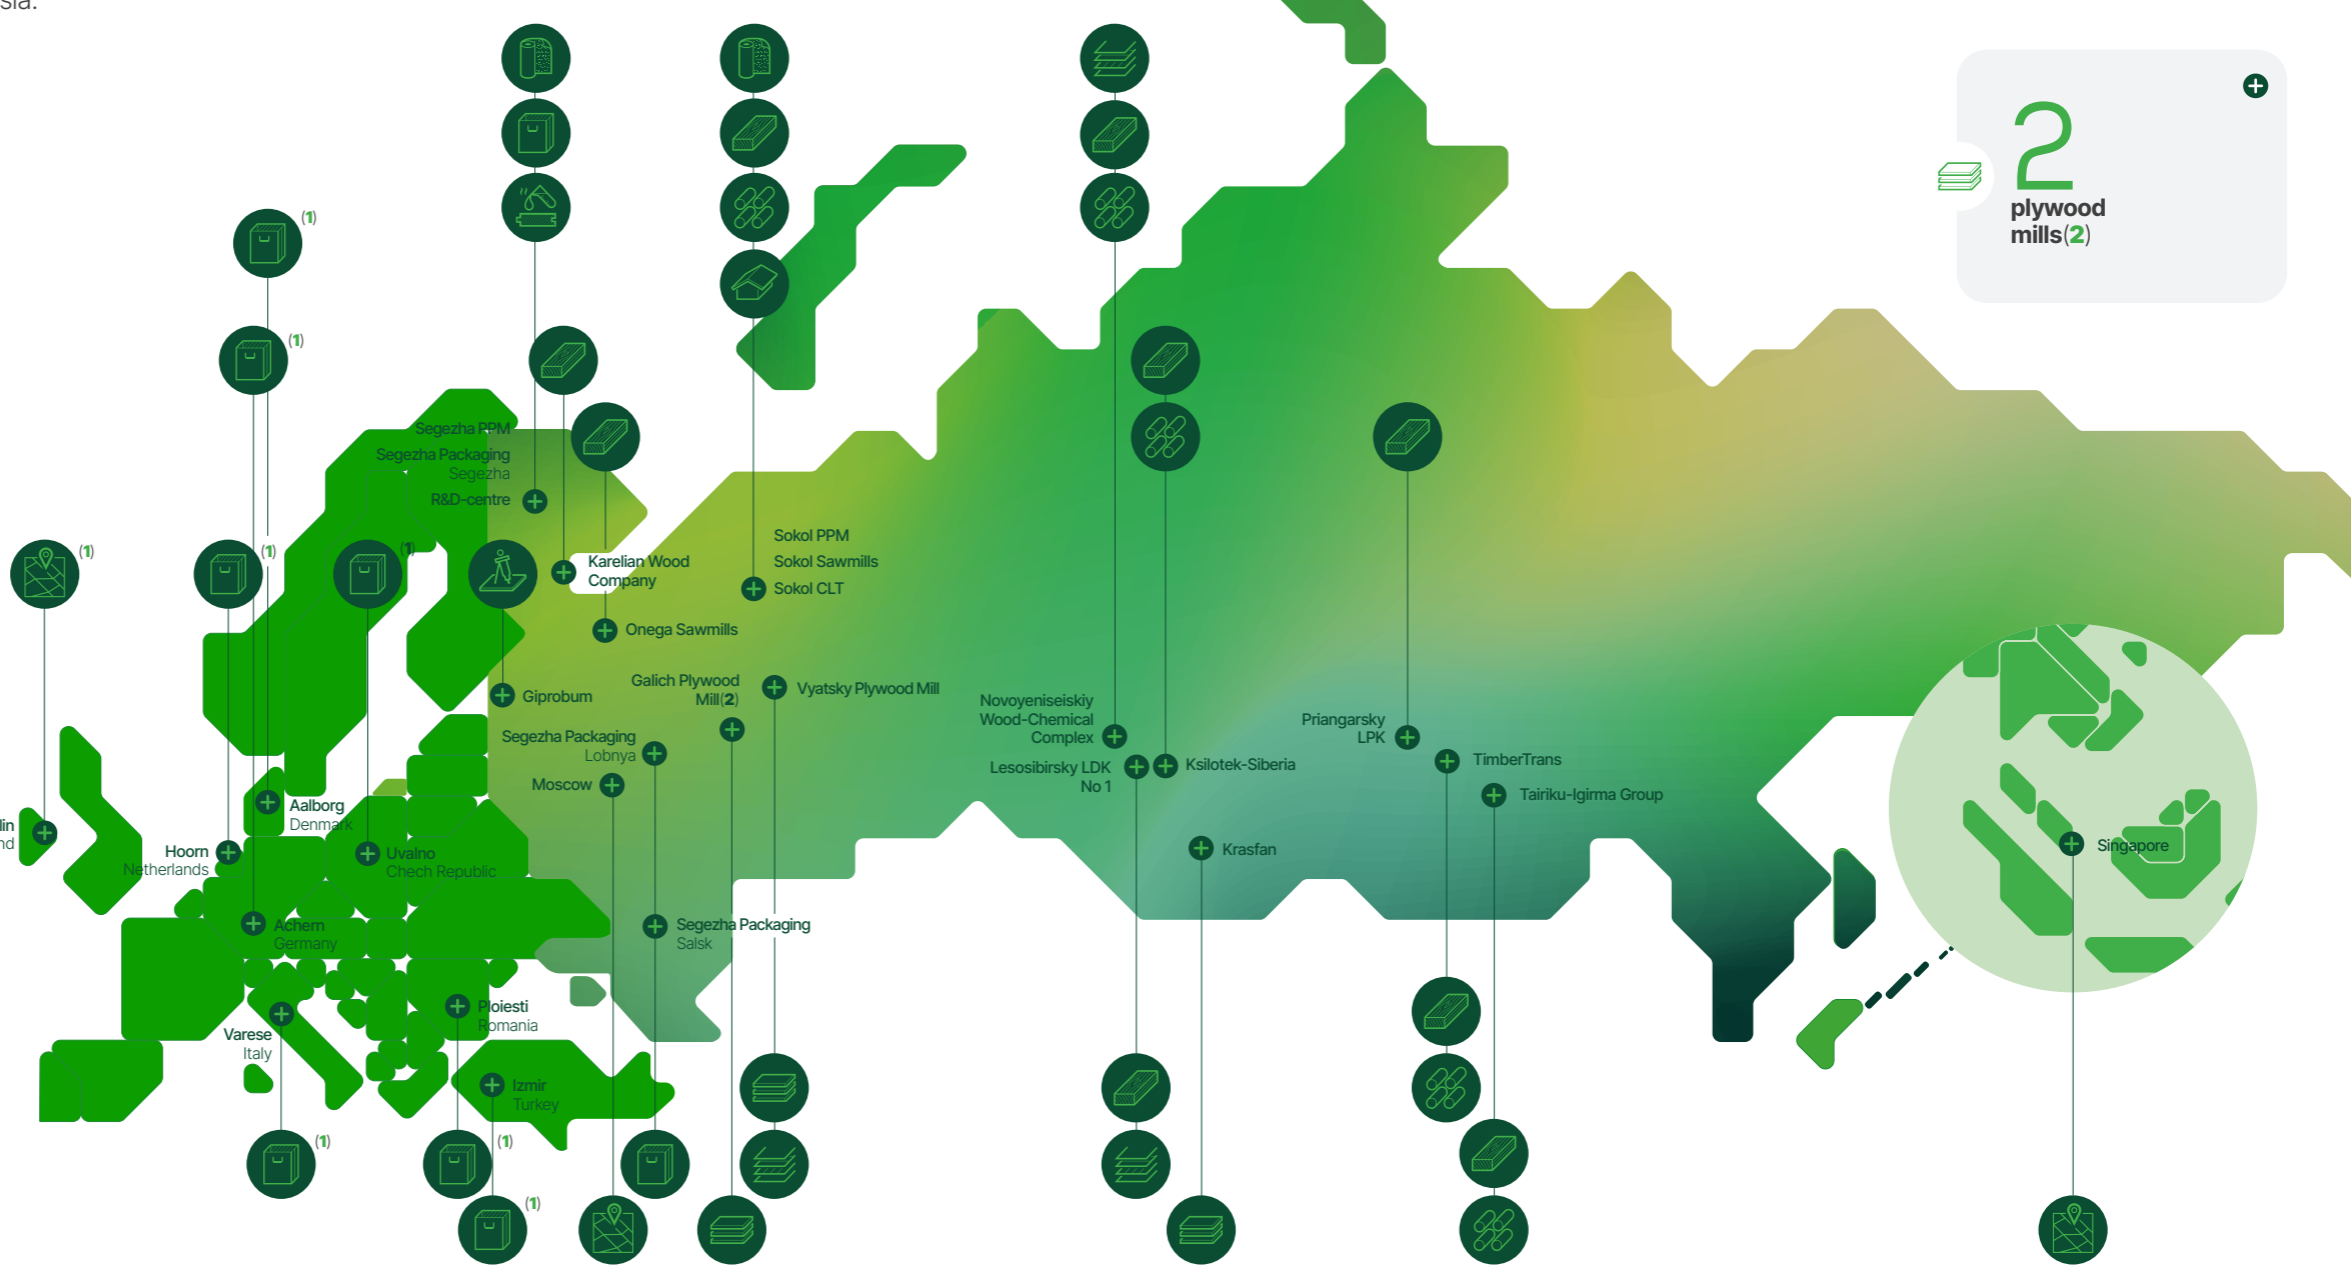 sia.
2
plywood
mills(2)
(1)
(1)
Segezha PPM
Segezha Packaging
Segezha
R&D-centre
(1)
(1)
(1)
Karelian Wood
Company
Sokol PPM
Sokol Sawmills
Sokol CLT
Onega Sawmills
Giprobum
Galich Plywood
Mill(2)
Vyatsky Plywood Mill
Segezha Packaging
Lobnya
Moscow
Novoyeniseiskiy
Wood-Chemical
Complex
Lesosibirsky LDK
No 1
Ksilotek-Siberia
Priangarsky
LPK
TimberTrans
Tairiku-Igirma Group
Krasfan
Singapore
lin
nd
Aalborg
Denmark
Hoorn
Netherlands
Uvalno
Chech Republic
Achern
Germany
Segezha Packaging
Salsk
Varese
Italy
Ploiesti
Romania
Izmir
Turkey
(1)
(1)
(1)